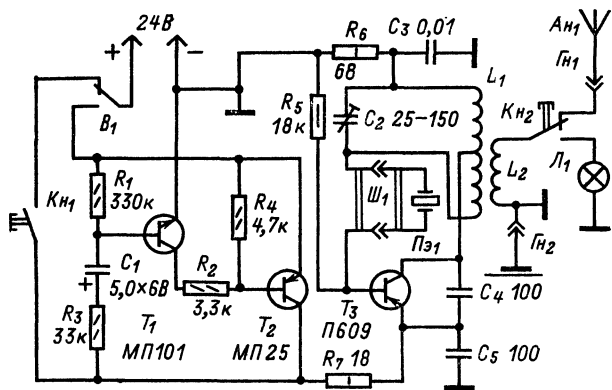 24В
+
−
В₁
Кн₁
R₁
330к
C₁
+
5,0×6В
R₃
33к
T₁
МП101
R₂
3,3к
R₄
4,7к
T₂
МП25
R₅
18к
R₆
68
C₃ 0,01
C₂ 25−150
Ш₁
Пэ₁
T₃
П609
R₇ 18
L₁
L₂
C₄ 100
C₅ 100
Кн₂
Ан₁
Гн₁
Л₁
Гн₂